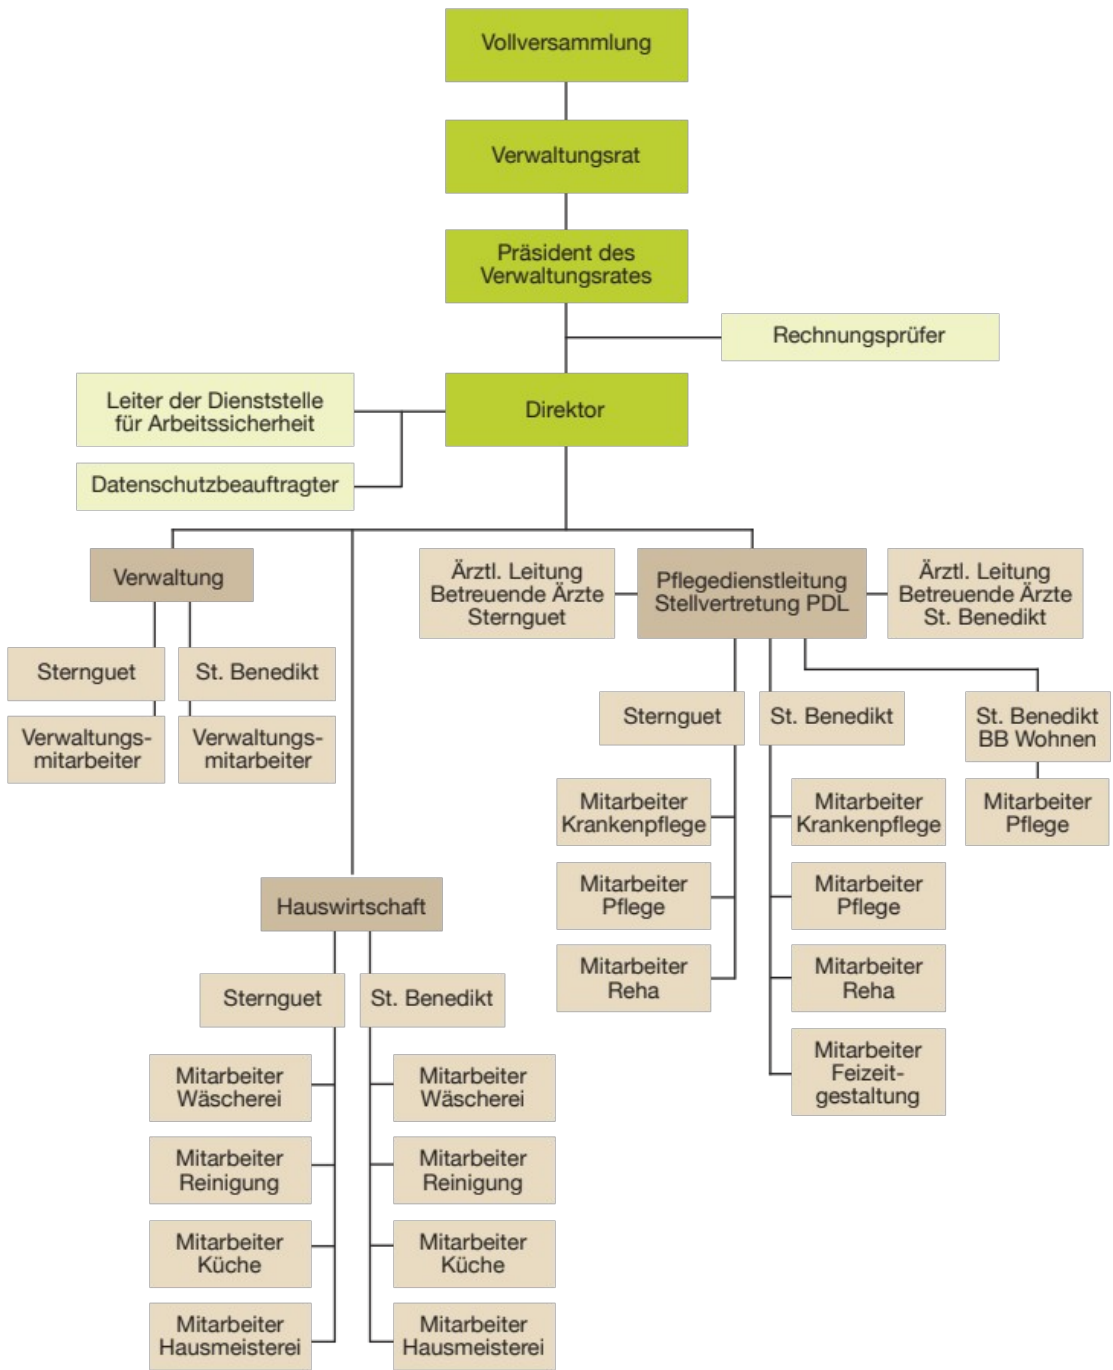 Vollversammlung
Verwaltungsrat
Präsident des
Verwaltungsrates
Rechnungsprüfer
Leiter der Dienststelle
für Arbeitssicherheit
Direktor
Datenschutzbeauftragter
Verwaltung
Ärztl. Leitung
Betreuende Ärzte
Sternguet
Pflegedienstleitung
Stellvertretung PDL
Ärztl. Leitung
Betreuende Ärzte
St. Benedikt
Sternguet
St. Benedikt
Verwaltungs-
mitarbeiter
Verwaltungs-
mitarbeiter
Sternguet
St. Benedikt
St. Benedikt
BB Wohnen
Mitarbeiter
Krankenpflege
Mitarbeiter
Krankenpflege
Mitarbeiter
Pflege
Mitarbeiter
Pflege
Mitarbeiter
Pflege
Mitarbeiter
Reha
Mitarbeiter
Reha
Mitarbeiter
Feizeit-
gestaltung
Hauswirtschaft
Sternguet
St. Benedikt
Mitarbeiter
Wäscherei
Mitarbeiter
Wäscherei
Mitarbeiter
Reinigung
Mitarbeiter
Reinigung
Mitarbeiter
Küche
Mitarbeiter
Küche
Mitarbeiter
Hausmeisterei
Mitarbeiter
Hausmeisterei